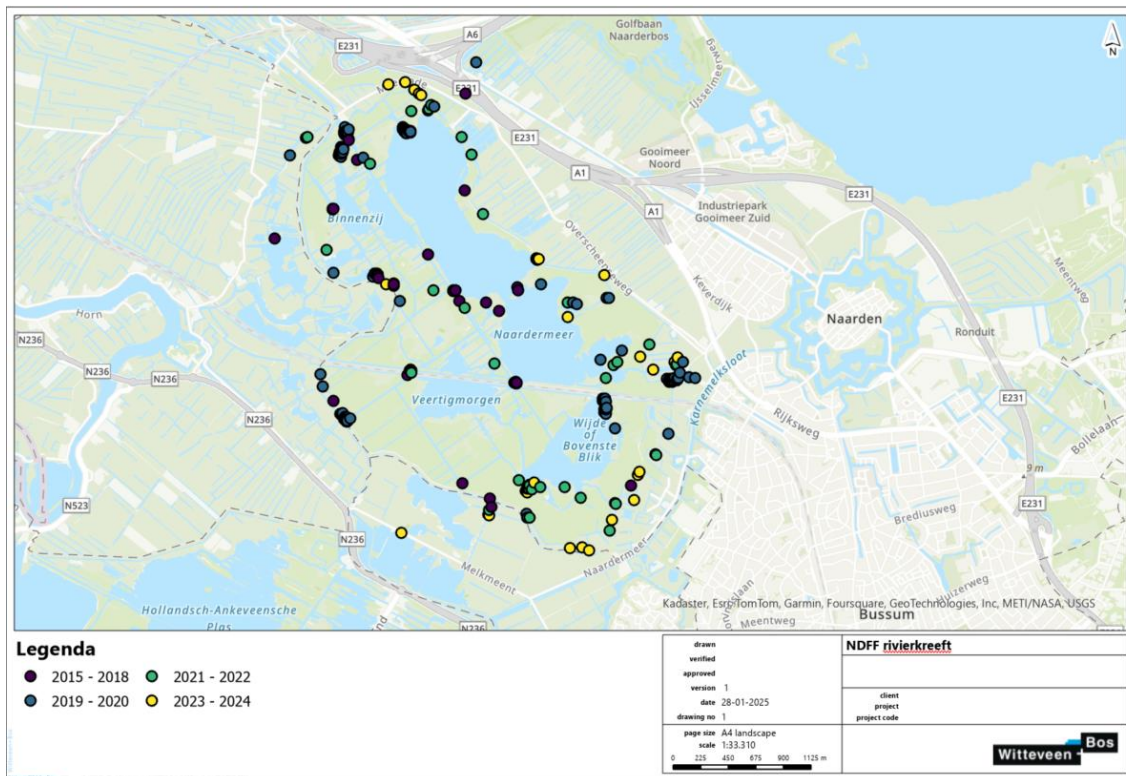 Golfbaan
Naarderbos
A6
E231
N
IJsselmeerweg
E231
E231
Gooimeer
Noord
A1
Industriepark
Gooimeer Zuid
E231
A1
Binnenzij
Overscheenseweg
Meentweg
Keverdijk
Horn
Naarden
Ronduit
N236
Naardermeer
N236
N236
Karnemelksloot
Veertigmorgen
Rijksweg
E231
N236
Wijde
of
Bovenste
Blik
Bollelaan
9 m
N523
Brediusweg
N236
Naardermeer
Melkmeent
Huizerweg
Hollandsch-Ankeveensche
Plas
N236
Kadaster, Esri, TomTom, Garmin, Foursquare, GeoTechnologies, Inc, METI/NASA, USGS
Meentweg
Bussum
Legenda
2015 - 2018
2021 - 2022
2019 - 2020
2023 - 2024
drawn
verified
approved
version 1
date 28-01-2025
drawing no 1
page size A4 landscape
scale 1:33.310
0 225 450 675 900 1125 m
NDFF rivierkreeft
client
project
project code
Witteveen Bos